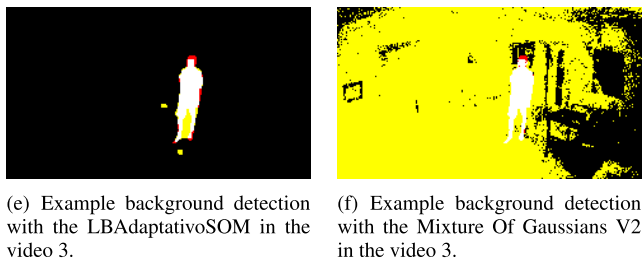 (e) Example background detection
with the LBAdaptativoSOM in the
video 3.
(f) Example background detection
with the Mixture Of Gaussians V2
in the video 3.